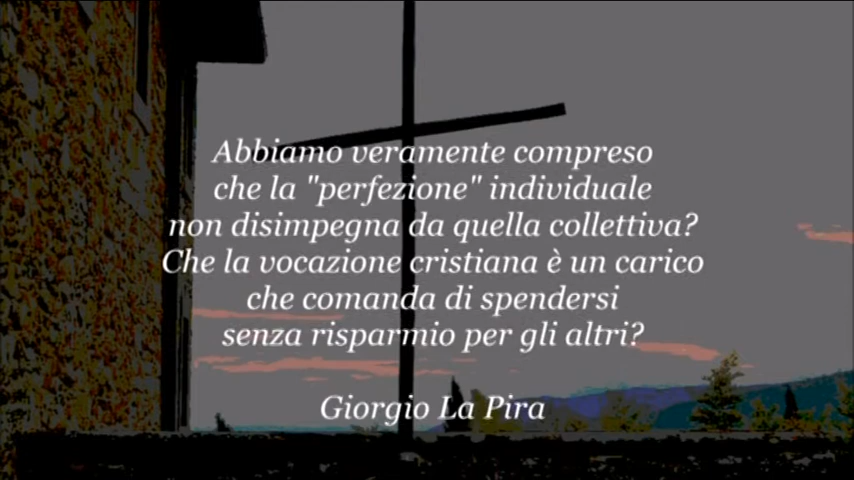 Abbiamo veramente compreso
che la "perfezione" individuale
non disimpegna da quella collettiva?
Che la vocazione cristiana è un carico
che comanda di spendersi
senza risparmio per gli altri?
Giorgio La Pira